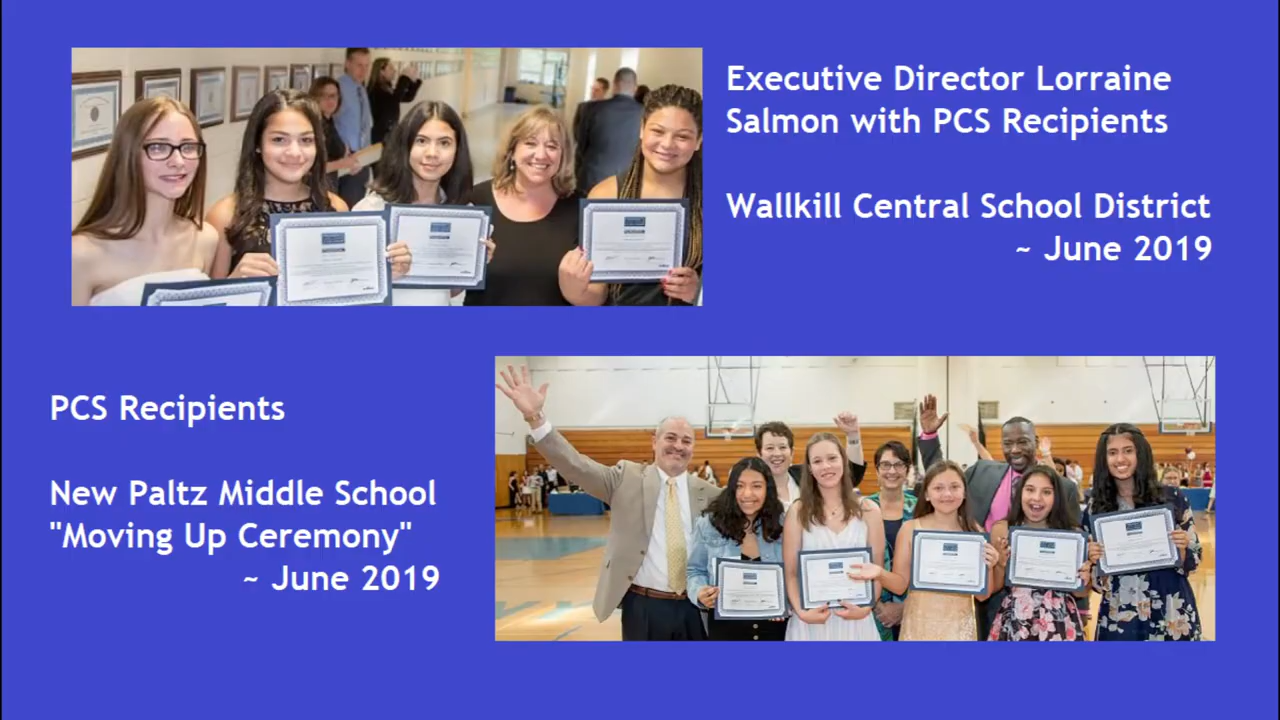 Executive Director Lorraine
Salmon with PCS Recipients
Wallkill Central School District
~ June 2019
PCS Recipients
New Paltz Middle School
"Moving Up Ceremony"
~ June 2019